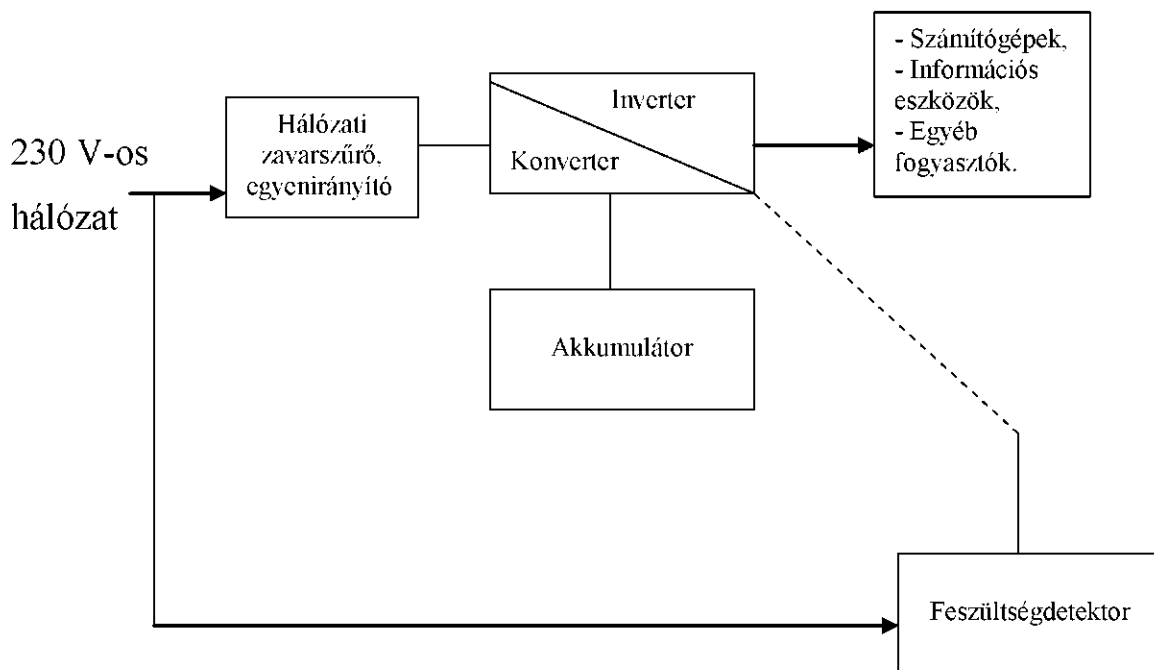 230 V-os
hálózat
Hálózati
zavarszűrő,
egyenirányító
Inverter
Konverter
- Számítógépek,
- Információs
eszközök,
- Egyéb
fogyasztók.
Akkumulátor
Feszültségdetektor